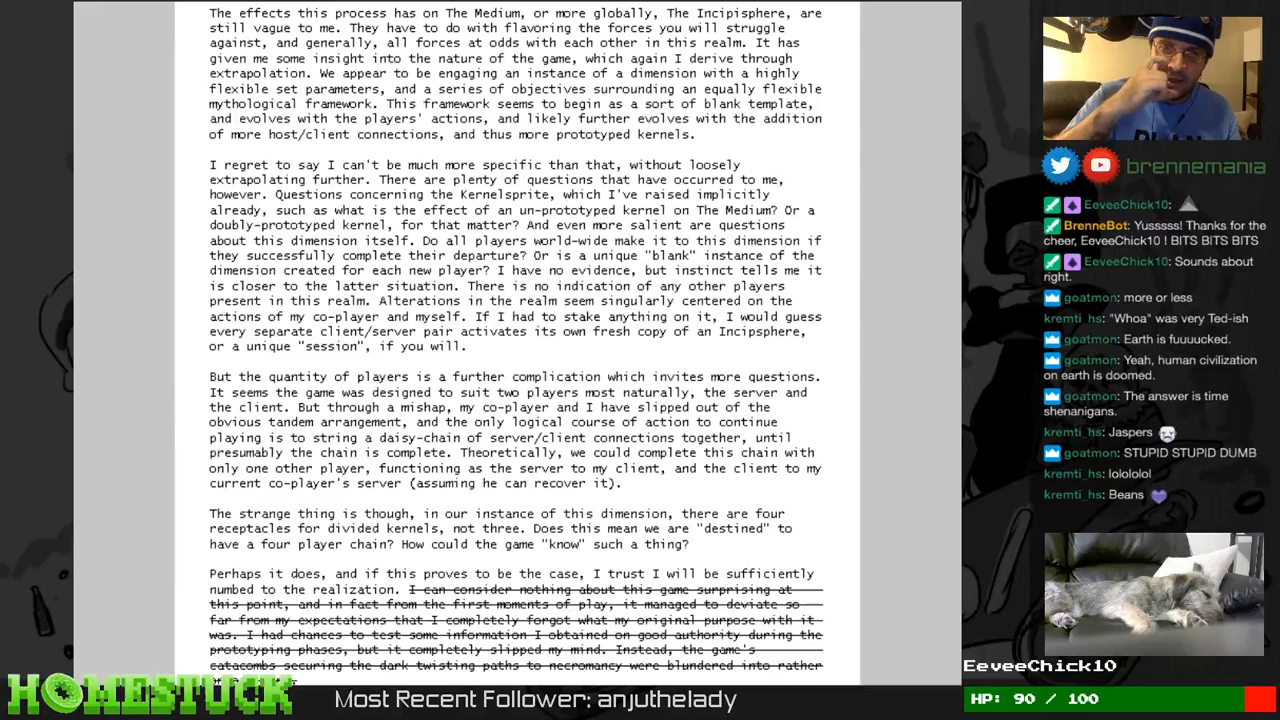 The effects this process has on The Medium, or more globally, The Incipisphere, are
still vague to me. They have to do with flavoring the forces you will struggle
against, and generally, all forces at odds with each other in this realm. It has
given me some insight into the nature of the game, which again I derive through
extrapolation. We appear to be engaging an instance of a dimension with a highly
flexible set parameters, and a series of objectives surrounding an equally flexible
mythological framework. This framework seems to begin as a sort of blank template,
and evolves with the players' actions, and likely further evolves with the addition
of more host/client connections, and thus more prototyped kernels.
I regret to say I can't be much more specific than that, without loosely
extrapolating further. There are plenty of questions that have occurred to me,
however. Questions concerning the Kernelsprite, which I've raised implicitly
already, such as what is the effect of an un-prototyped kernel on The Medium? Or a
doubly-prototyped kernel, for that matter? And even more salient are questions
about this dimension itself. Do all players world-wide make it to this dimension if
they successfully complete their departure? Or is a unique "blank" instance of the
dimension created for each new player? I have no evidence, but instinct tells me it
is closer to the latter situation. There is no indication of any other players
present in this realm. Alterations in the realm seem singularly centered on the
actions of my co-player and myself. If I had to stake anything on it, I would guess
every separate client/server pair activates its own fresh copy of an Incipsphere,
or a unique "session", if you will.
But the quantity of players is a further complication which invites more questions.
It seems the game was designed to suit two players most naturally, the server and
the client. But through a mishap, my co-player and I have slipped out of the
obvious tandem arrangement, and the only logical course of action to continue
playing is to string a daisy-chain of server/client connections together, until
presumably the chain is complete. Theoretically, we could complete this chain with
only one other player, functioning as the server to my client, and the client to my
current co-player's server (assuming he can recover it).
The strange thing is though, in our instance of this dimension, there are four
receptacles for divided kernels, not three. Does this mean we are "destined" to
have a four player chain? How could the game "know" such a thing?
Perhaps it does, and if this proves to be the case, I trust I will be sufficiently
numbed to the realization. I can consider nothing about this game surprising at
this point, and in fact from the first moments of play, it managed to deviate so
far from my expectations that I completely forgot what my original purpose with it
was. I had chances to test some information I obtained on good authority during the
prototyping phases, but it completely slipped my mind. Instead, the game's
catacombs securing the dark twisting paths to necromancy were blundered into rather
brennemania
EeveeChick10:
BrenneBot: Yusssss! Thanks for the
cheer, EeveeChick10 ! BITS BITS BITS
EeveeChick10: Sounds about
right.
goatmon: more or less
kremti_hs: "Whoa" was very Ted-ish
goatmon: Earth is fuuuucked.
goatmon: Yeah, human civilization
on earth is doomed.
goatmon: The answer is time
shenanigans.
kremti_hs: Jaspers
goatmon: STUPID STUPID DUMB
kremti_hs: lolololol
kremti_hs: Beans
EeveeChick10
HP: 90 / 100
HOMESTUCK
Most Recent Follower: anjuthelady